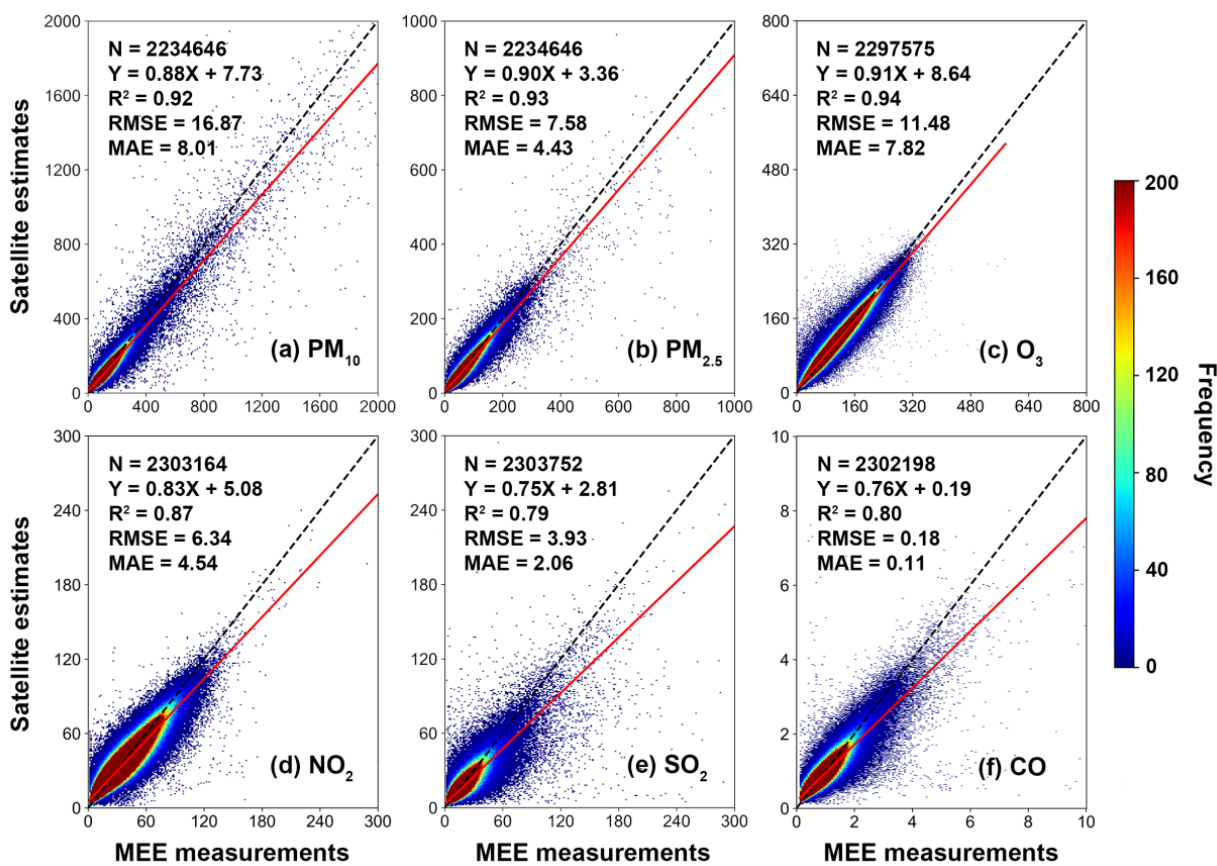 2000
1600
1200
800
400
0
0 400 800 1200 1600 2000
N = 2234646
Y = 0.88X + 7.73
R² = 0.92
RMSE = 16.87
MAE = 8.01
(a) PM₁₀
1000
800
600
400
200
0
0 200 400 600 800 1000
N = 2234646
Y = 0.90X + 3.36
R² = 0.93
RMSE = 7.58
MAE = 4.43
(b) PM₂.₅
800
640
480
320
160
0
0 160 320 480 640 800
N = 2297575
Y = 0.91X + 8.64
R² = 0.94
RMSE = 11.48
MAE = 7.82
(c) O₃
Satellite estimates
300
240
180
120
60
0
0 60 120 180 240 300
N = 2303164
Y = 0.83X + 5.08
R² = 0.87
RMSE = 6.34
MAE = 4.54
(d) NO₂
300
240
180
120
60
0
0 60 120 180 240 300
N = 2303752
Y = 0.75X + 2.81
R² = 0.79
RMSE = 3.93
MAE = 2.06
(e) SO₂
10
8
6
4
2
0
0 2 4 6 8 10
N = 2302198
Y = 0.76X + 0.19
R² = 0.80
RMSE = 0.18
MAE = 0.11
(f) CO
Satellite estimates
MEE measurements
MEE measurements
MEE measurements
200
160
120
80
40
0
Frequency